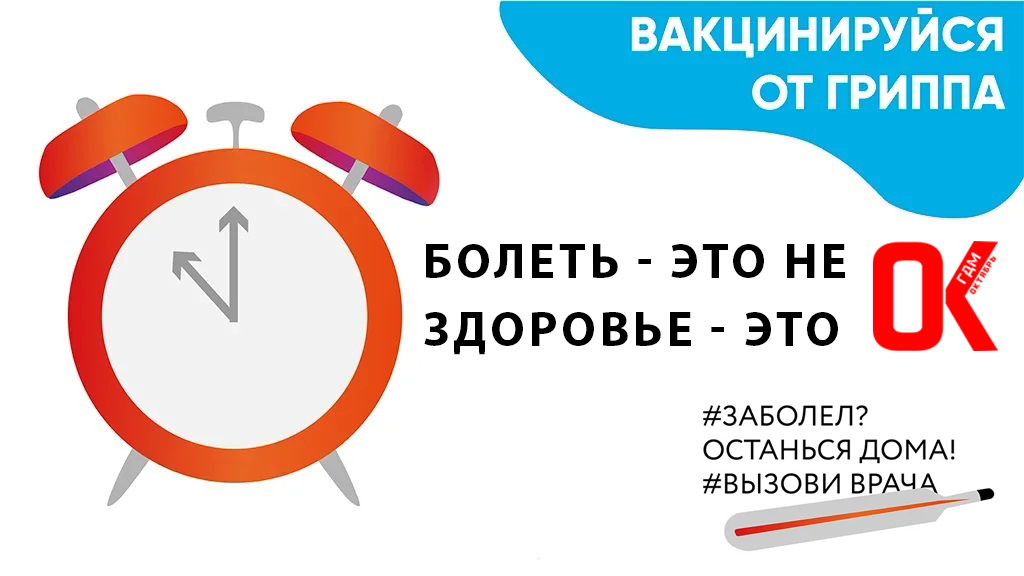 ВАКЦИНИРУЙСЯ
ОТ ГРИППА
БОЛЕТЬ - ЭТО НЕ
ЗДОРОВЬЕ - ЭТО
ОК
ГДМ
ОКТЯБРЬ
#ЗАБОЛЕЛ?
ОСТАНЬСЯ ДОМА!
#ВЫЗОВИ ВРАЧА